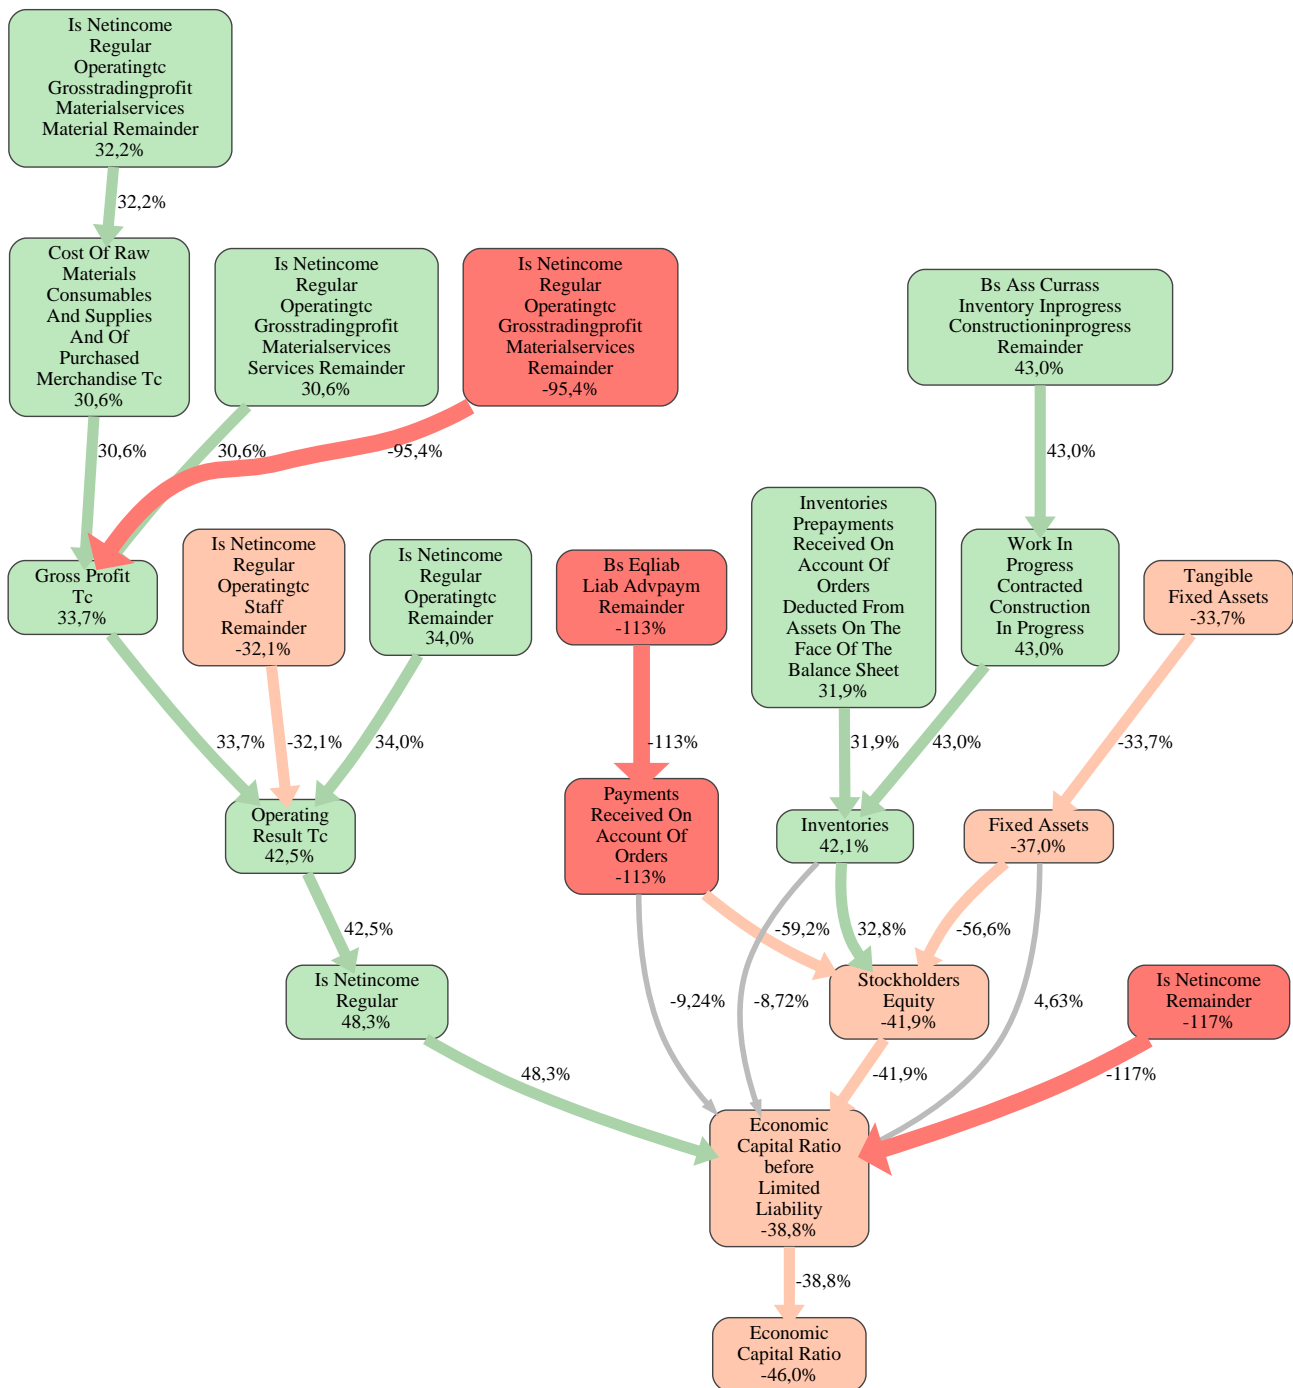 Is Netincome
Regular
Operatingtc
Grosstradingprofit
Materialservices
Material Remainder
32,2%
32,2%
Cost Of Raw
Materials
Consumables
And Supplies
And Of
Purchased
Merchandise Tc
30,6%
Is Netincome
Regular
Operatingtc
Grosstradingprofit
Materialservices
Services Remainder
30,6%
Is Netincome
Regular
Operatingtc
Grosstradingprofit
Materialservices
Remainder
-95,4%
Bs Ass Currass
Inventory Inprogress
Constructioninprogress
Remainder
43,0%
30,6%
30,6%
-95,4%
43,0%
Gross Profit
Tc
33,7%
Is Netincome
Regular
Operatingtc
Staff
Remainder
-32,1%
Is Netincome
Regular
Operatingtc
Remainder
34,0%
Bs Eqliab
Liab Advpaym
Remainder
-113%
Inventories
Prepayments
Received On
Account Of
Orders
Deducted From
Assets On The
Face Of The
Balance Sheet
31,9%
Work In
Progress
Contracted
Construction
In Progress
43,0%
Tangible
Fixed Assets
-33,7%
33,7%
-32,1%
34,0%
-113%
31,9%
43,0%
-33,7%
Operating
Result Tc
42,5%
Payments
Received On
Account Of
Orders
-113%
Inventories
42,1%
Fixed Assets
-37,0%
42,5%
-59,2%
32,8%
-56,6%
Is Netincome
Regular
48,3%
-9,24%
-8,72%
Stockholders
Equity
-41,9%
4,63%
Is Netincome
Remainder
-117%
48,3%
-41,9%
-117%
Economic
Capital Ratio
before
Limited
Liability
-38,8%
-38,8%
Economic
Capital Ratio
-46,0%